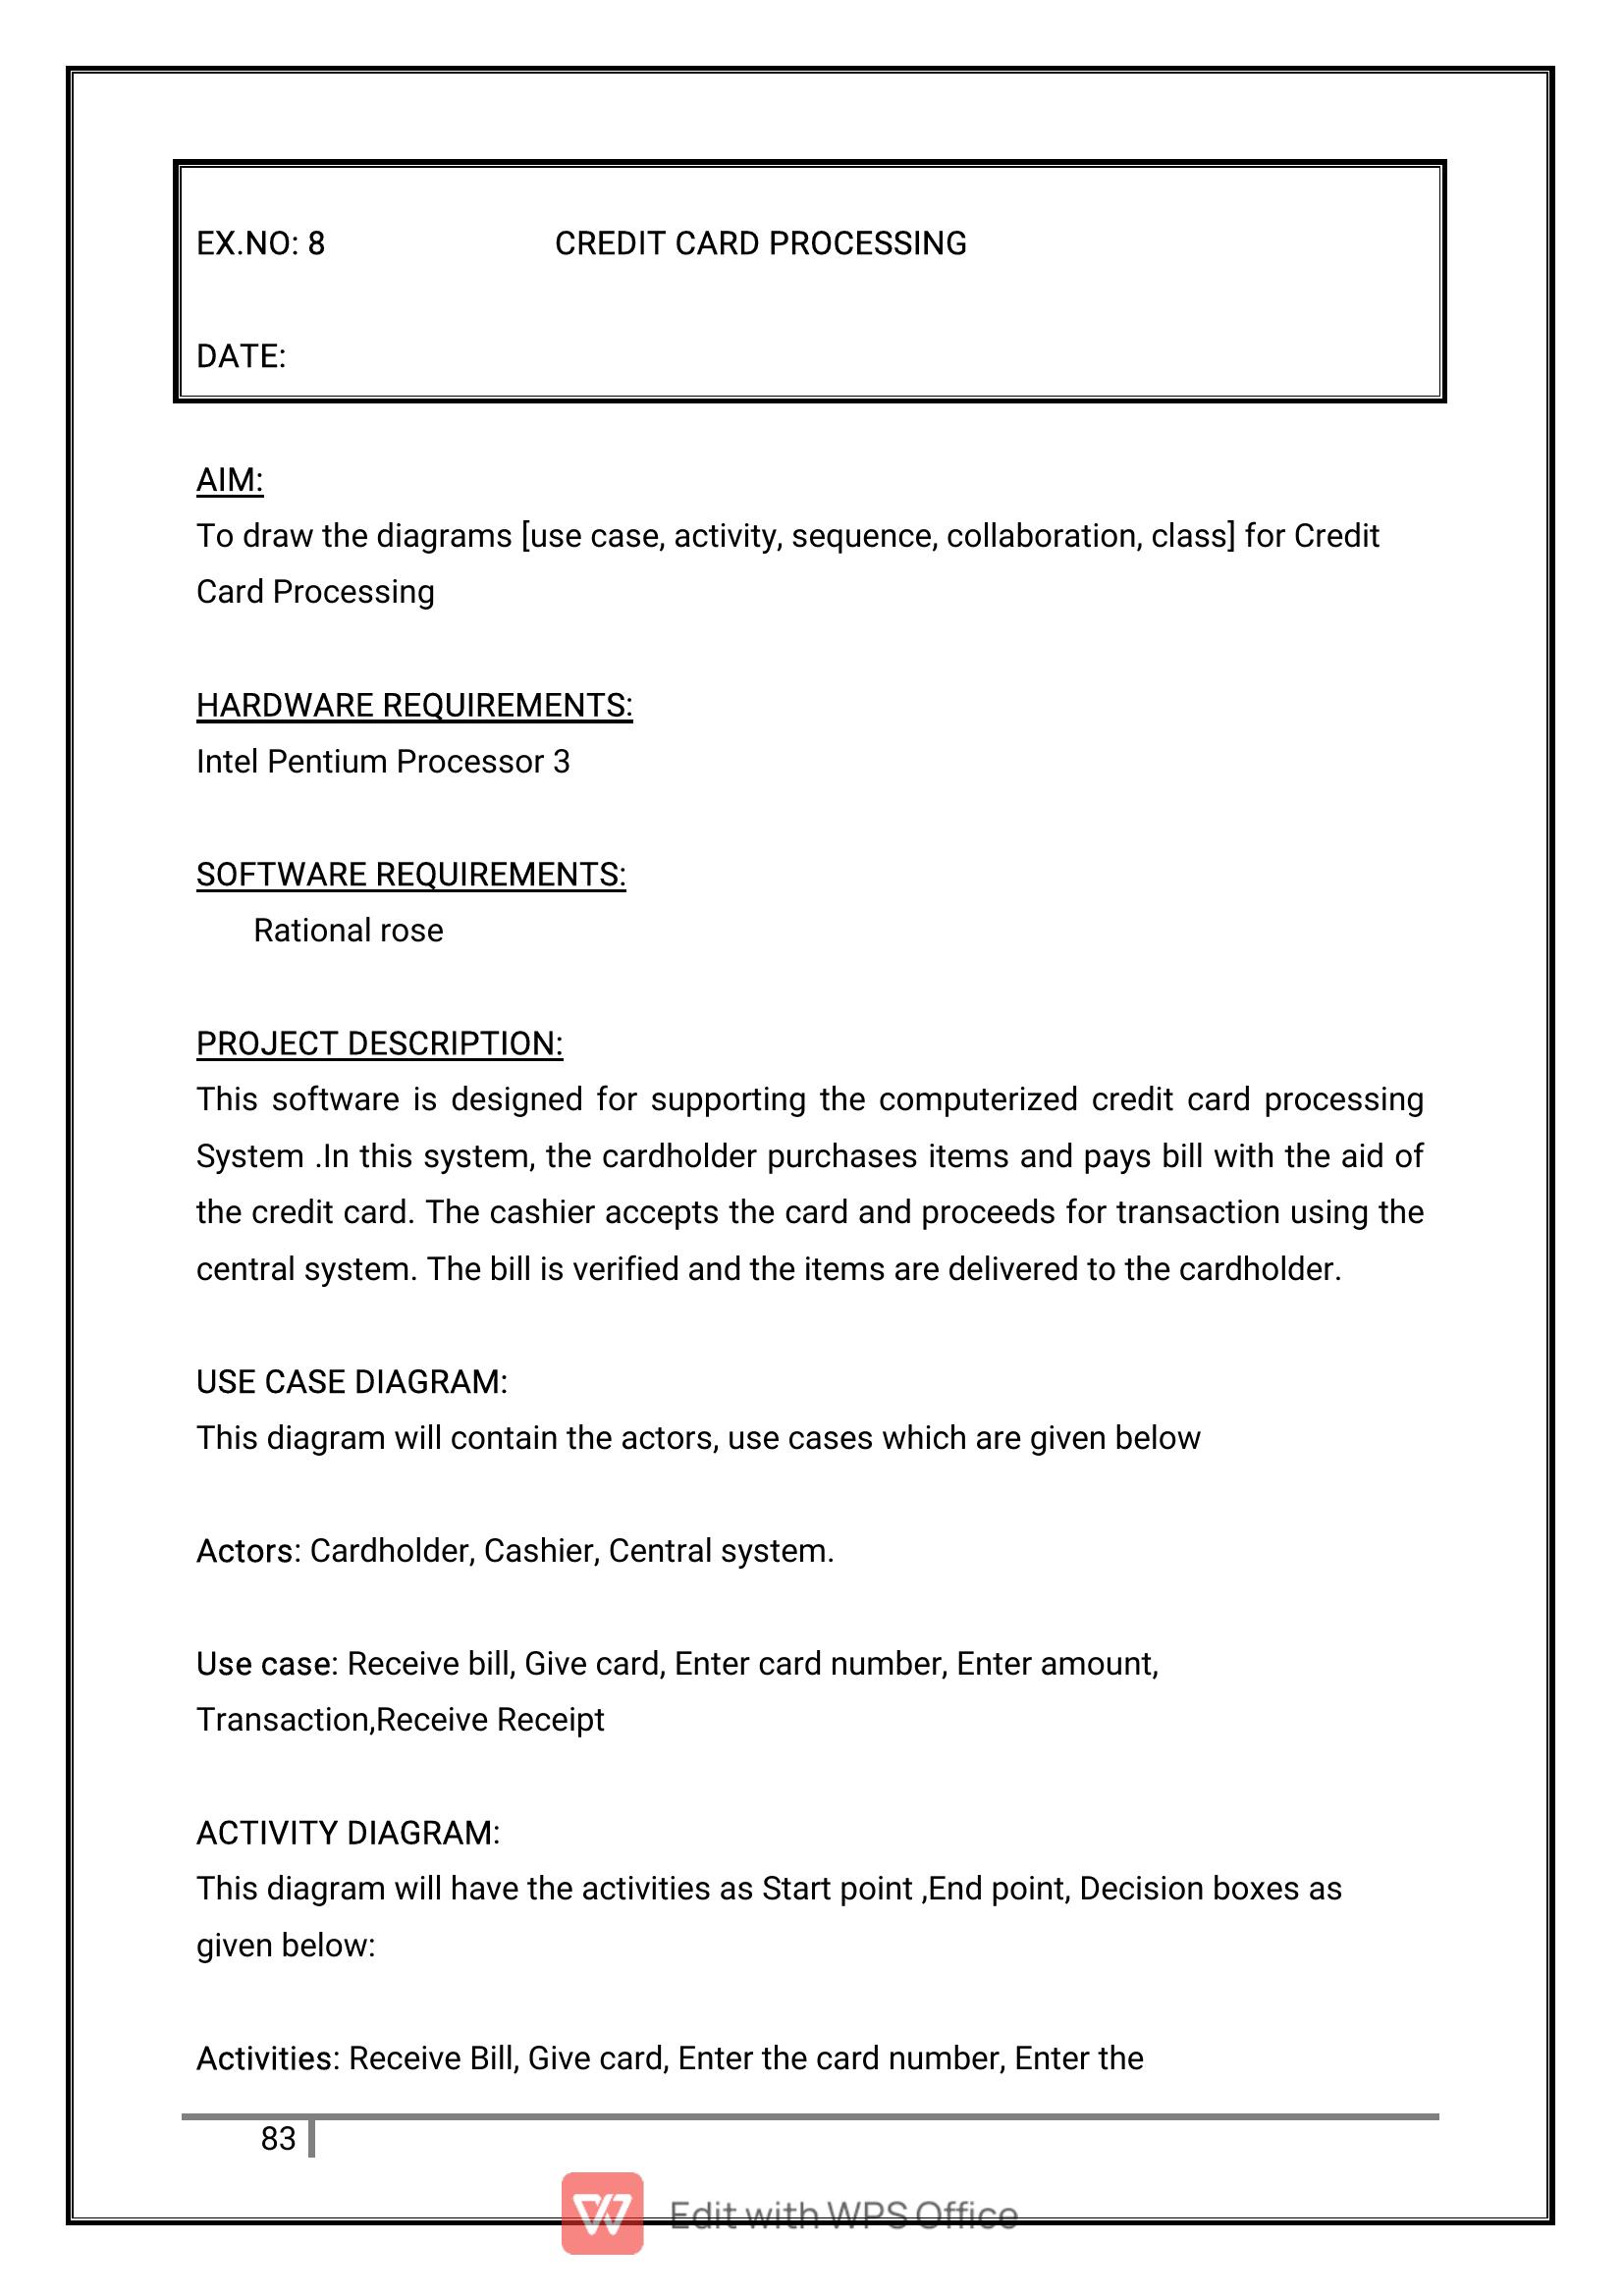 EX.NO: 8 CREDIT CARD PROCESSING
DATE:
AIM:
To draw the diagrams [use case, activity, sequence, collaboration, class] for Credit
Card Processing
HARDWARE REQUIREMENTS:
Intel Pentium Processor 3
SOFTWARE REQUIREMENTS:
Rational rose
PROJECT DESCRIPTION:
This software is designed for supporting the computerized credit card processing
System .In this system, the cardholder purchases items and pays bill with the aid of
the credit card. The cashier accepts the card and proceeds for transaction using the
central system. The bill is verified and the items are delivered to the cardholder.
USE CASE DIAGRAM:
This diagram will contain the actors, use cases which are given below
Actors: Cardholder, Cashier, Central system.
Use case: Receive bill, Give card, Enter card number, Enter amount,
Transaction,Receive Receipt
ACTIVITY DIAGRAM:
This diagram will have the activities as Start point ,End point, Decision boxes as
given below:
Activities: Receive Bill, Give card, Enter the card number, Enter the
83
Edit with WPS Office